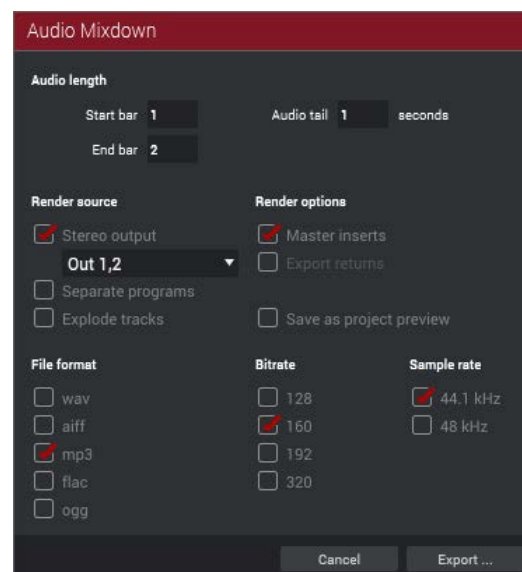 Audio Mixdown
Audio length
Start bar 1 Audio tail 1 seconds
End bar 2
Render source Render options
Stereo output Master inserts
Out 1,2 Export returns
Separate programs
Explode tracks Save as project preview
File format Bitrate Sample rate
wav 128 44.1 kHz
aiff 160 48 kHz
mp3 192
flac 320
ogg
Cancel Export ...